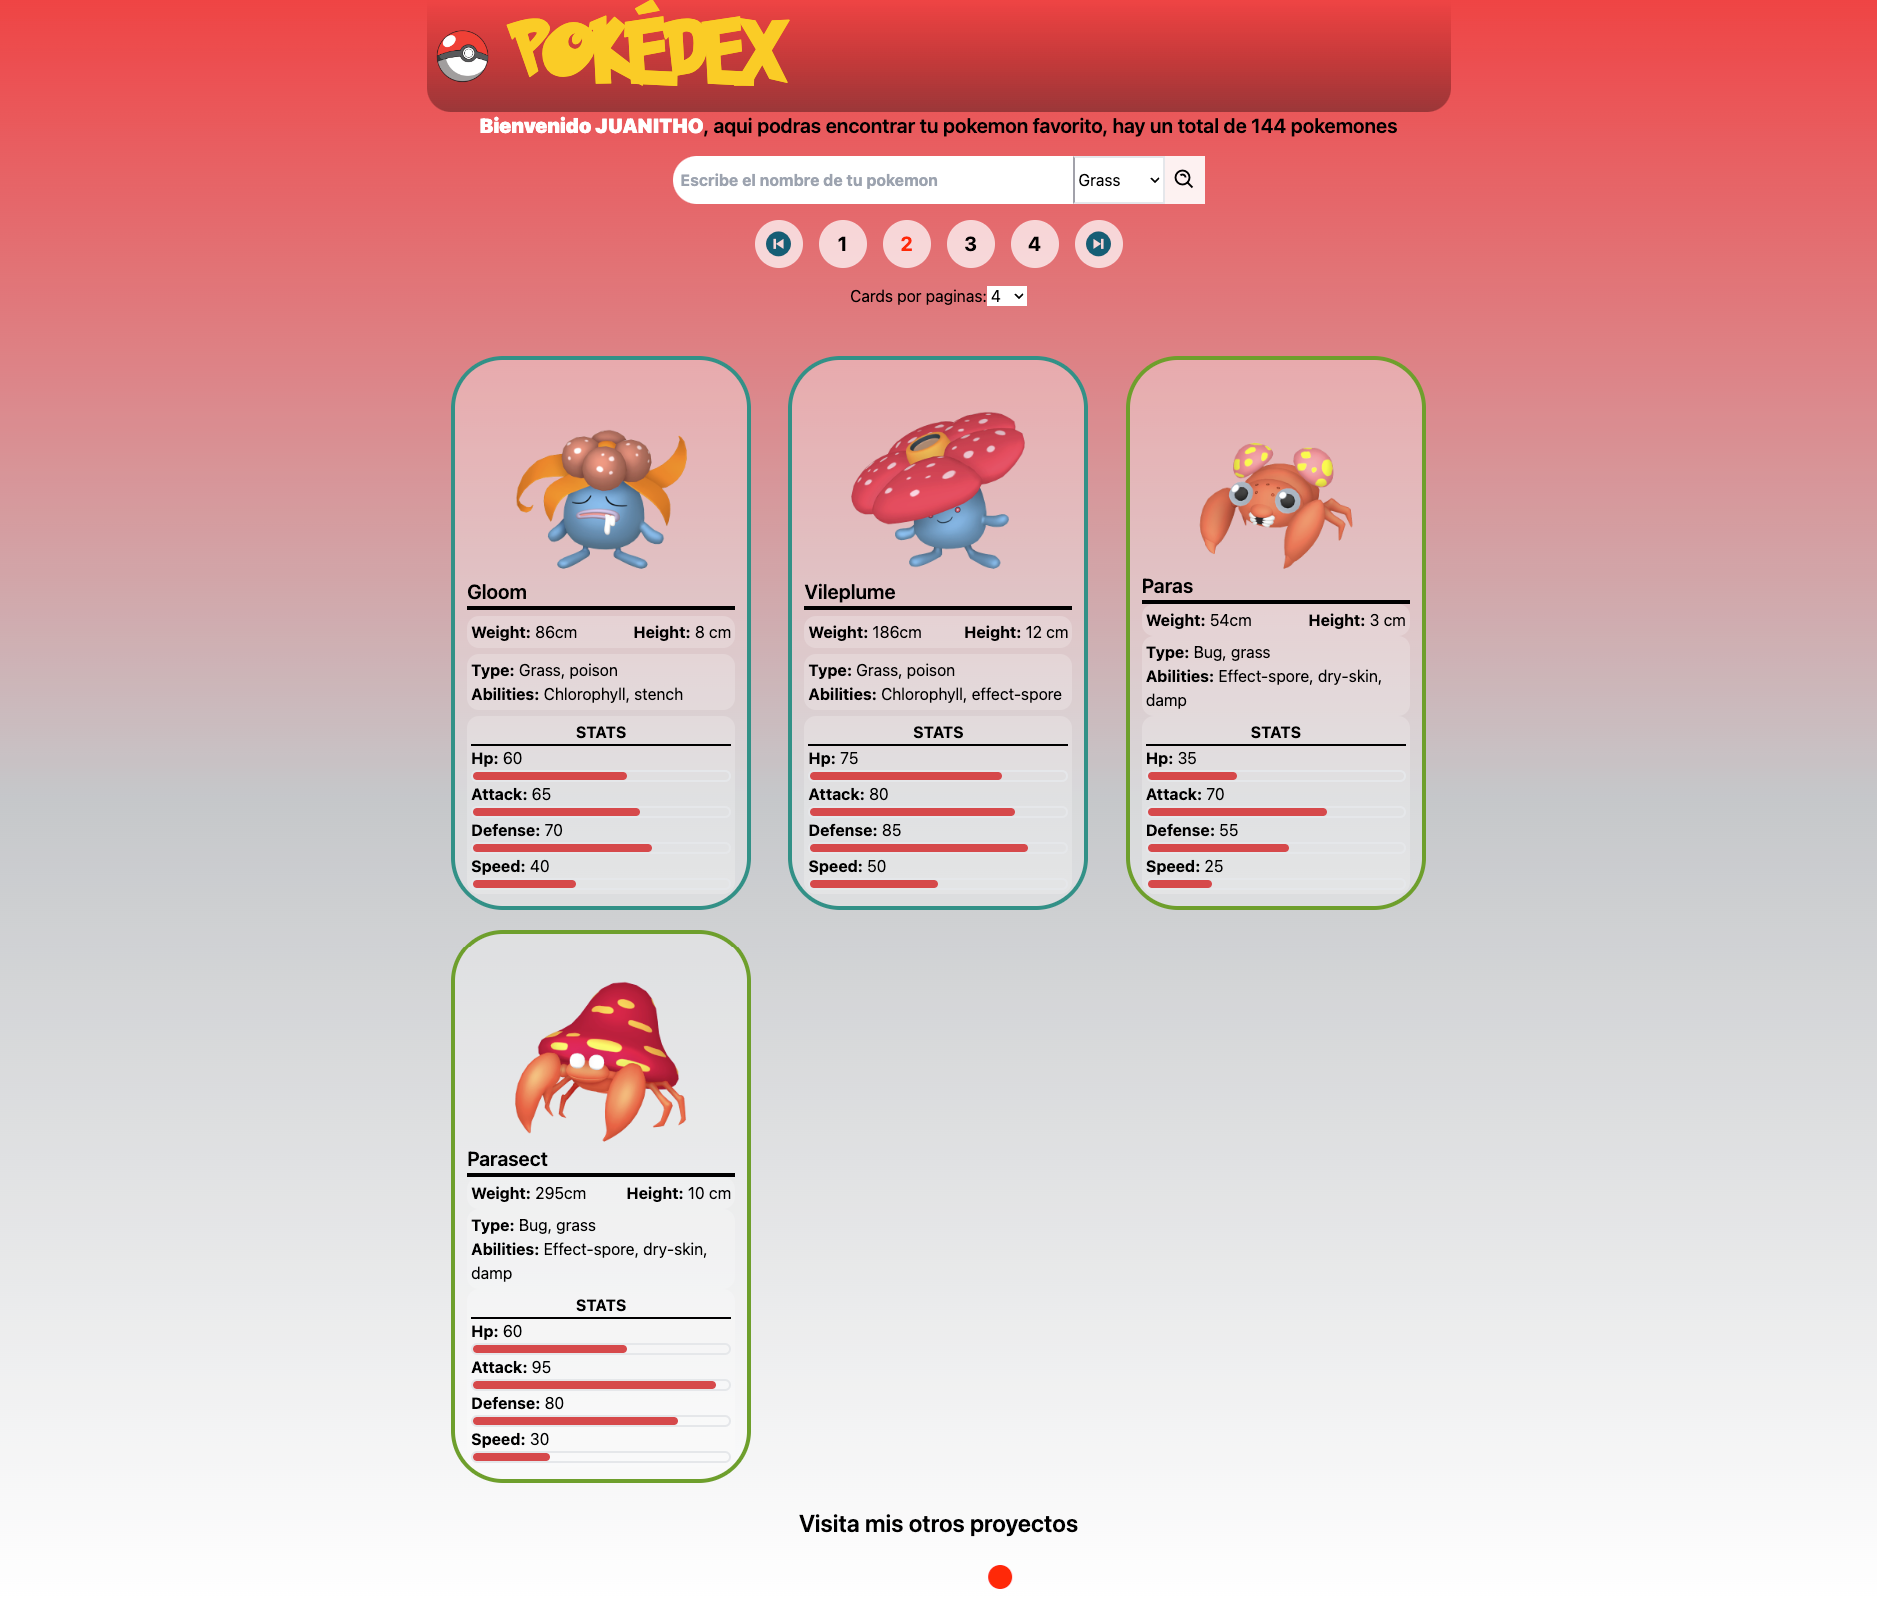 POKÉDEX
Bienvenido JUANITHO, aqui podras encontrar tu pokemon favorito, hay un total de 144 pokemones
Escribe el nombre de tu pokemon
Grass
1 2 3 4
Cards por paginas: 4
Gloom
Weight: 86cm Height: 8 cm
Type: Grass, poison
Abilities: Chlorophyll, stench
STATS
Hp: 60
Attack: 65
Defense: 70
Speed: 40
Vileplume
Weight: 186cm Height: 12 cm
Type: Grass, poison
Abilities: Chlorophyll, effect-spore
STATS
Hp: 75
Attack: 80
Defense: 85
Speed: 50
Paras
Weight: 54cm Height: 3 cm
Type: Bug, grass
Abilities: Effect-spore, dry-skin,
damp
STATS
Hp: 35
Attack: 70
Defense: 55
Speed: 25
Parasect
Weight: 295cm Height: 10 cm
Type: Bug, grass
Abilities: Effect-spore, dry-skin,
damp
STATS
Hp: 60
Attack: 95
Defense: 80
Speed: 30
Visita mis otros proyectos